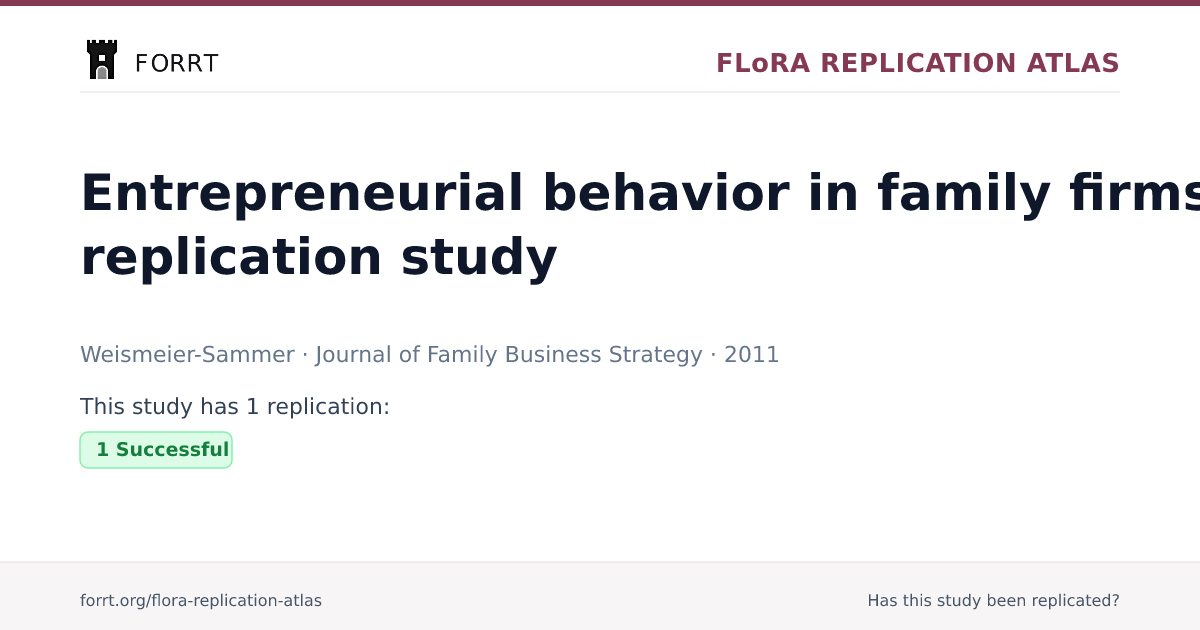 FORRT
FLoRA REPLICATION ATLAS
Entrepreneurial behavior in family firms
replication study
Weismeier-Sammer · Journal of Family Business Strategy · 2011
This study has 1 replication:
1 Successful
forrt.org/flora-replication-atlas
Has this study been replicated?